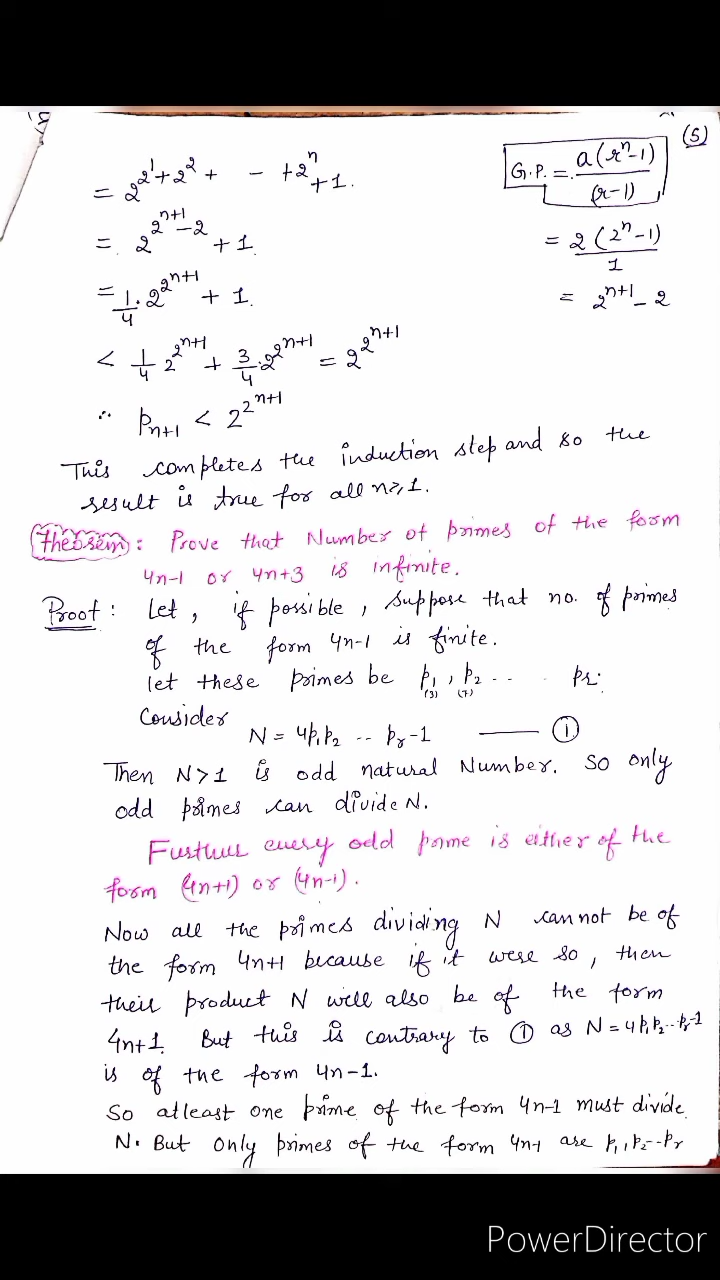 (5)
= 2^{2^1+2^2+ - +2^n} +1.
G.P. = a(r^n-1)/(r-1)
= 2^{2^{n+1}-2} + 1
= 2(2^n-1)/1
= 1/4 · 2^{2^{n+1}} + 1.
= 2^{n+1} - 2
< 1/4 2^{2^{n+1}} + 3/4 · 2^{2^{n+1}} = 2^{2^{n+1}}
∴ p_{n+1} < 2^{2^{n+1}}
This completes the induction step and so the
result is true for all n≥1.
Theorem: Prove that Number of primes of the form
4n-1 or 4n+3 is infinite.
Proof: Let, if possible, suppose that no. of primes
of the form 4n-1 is finite.
let these primes be p_1, p_2 -- . pr.
(3) (7)
Consider
N = 4p_1p_2 -- p_r-1 —— ①
Then N>1 is odd natural Number. So only
odd primes can divide N.
Further every odd prime is either of the
form (4n+1) or (4n-1).
Now all the primes dividing N can not be of
the form 4n+1 because if it were so, then
their product N will also be of the form
4n+1. But this is contrary to ① as N = 4p_1p_2--p_r-1
is of the form 4n-1.
So atleast one prime of the form 4n-1 must divide
N. But only primes of the form 4n-1 are p_1, p_2--p_r
PowerDirector